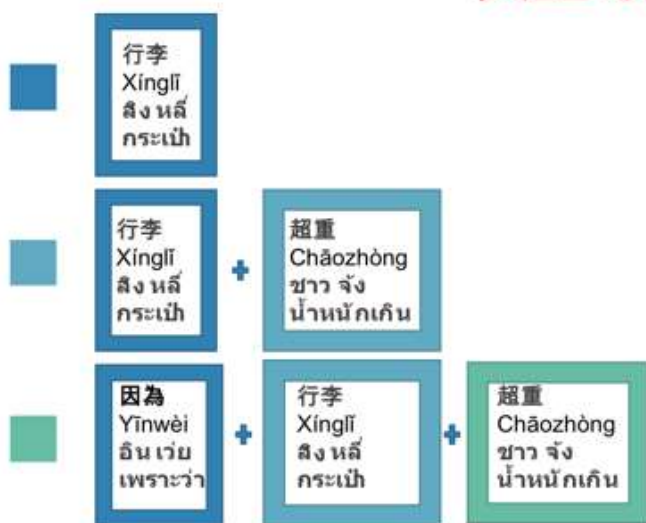 行李
Xínglǐ
สิง หลี่
กระเป๋า
行李
Xínglǐ
สิง หลี่
กระเป๋า
超重
Chāozhòng
ชาว จ้ง
น้ำหนักเกิน
因為
Yīnwèi
อิน เว่ย
เพราะว่า
行李
Xínglǐ
สิง หลี่
กระเป๋า
超重
Chāozhòng
ชาว จ้ง
น้ำหนักเกิน